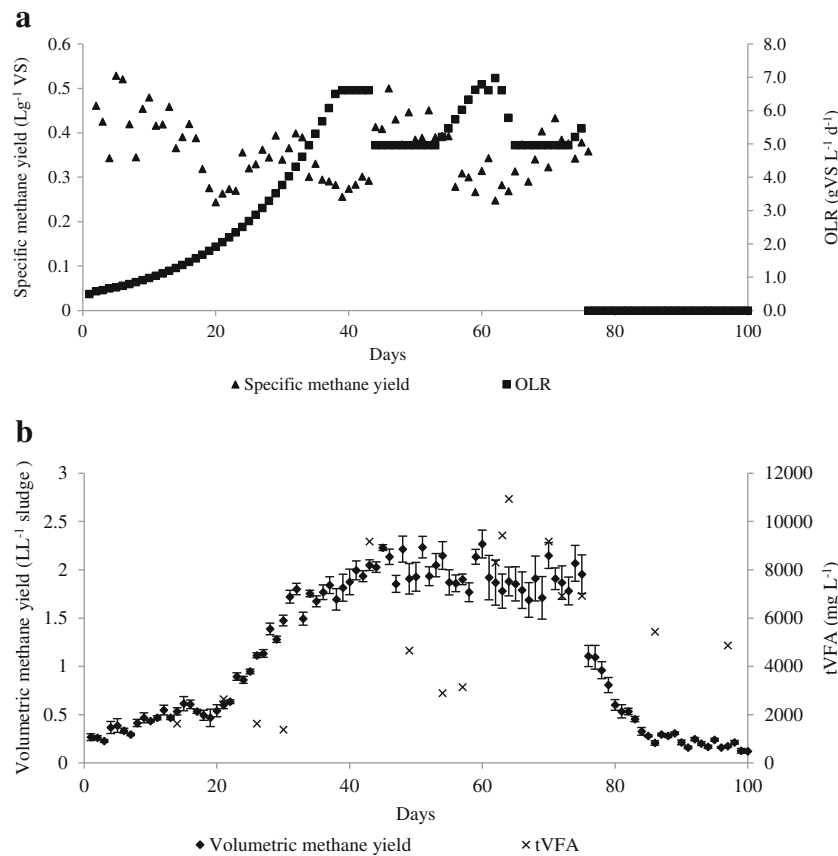 a
Specific methane yield (Lg⁻¹ VS)
0.6
0.5
0.4
0.3
0.2
0.1
0
8.0
7.0
6.0
5.0
4.0
3.0
2.0
1.0
0.0
OLR (gVS L⁻¹ d⁻¹)
0 20 40 60 80 100
Days
Specific methane yield OLR
b
Volumetric methane yield (LL⁻¹ sludge )
3
2.5
2
1.5
1
0.5
0
12000
10000
8000
6000
4000
2000
0
tVFA (mg L⁻¹)
0 20 40 60 80 100
Days
Volumetric methane yield tVFA